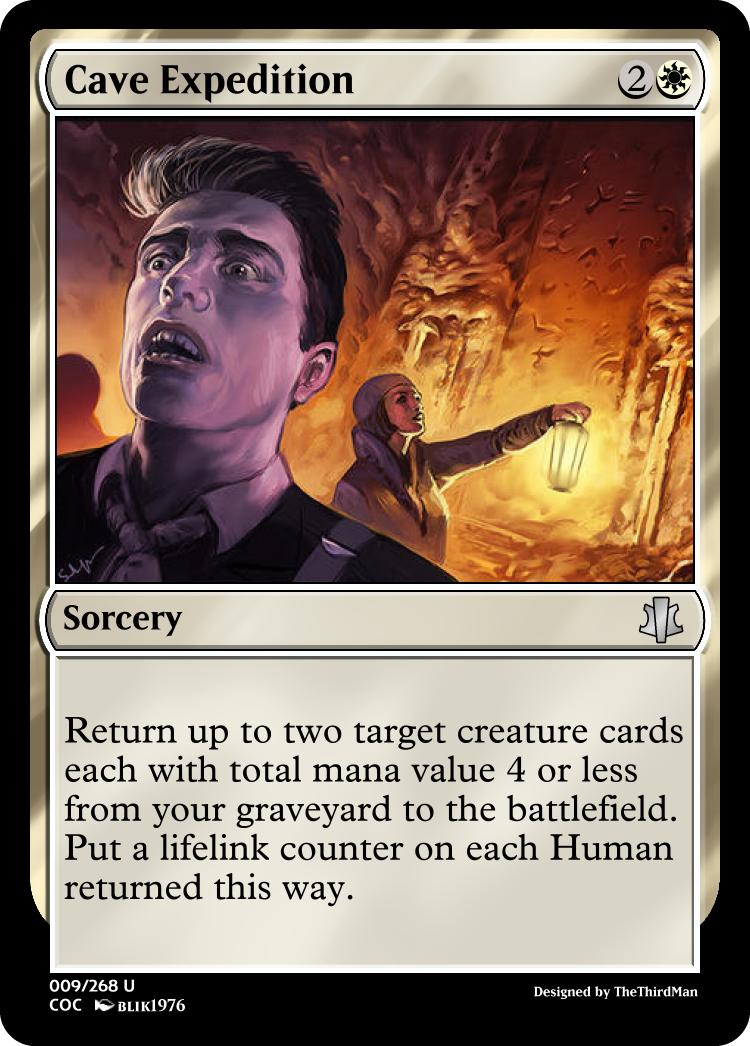 Cave Expedition 2
Sorcery
Return up to two target creature cards
each with total mana value 4 or less
from your graveyard to the battlefield.
Put a lifelink counter on each Human
returned this way.
009/268 U
COC BLIK1976
Designed by TheThirdMan